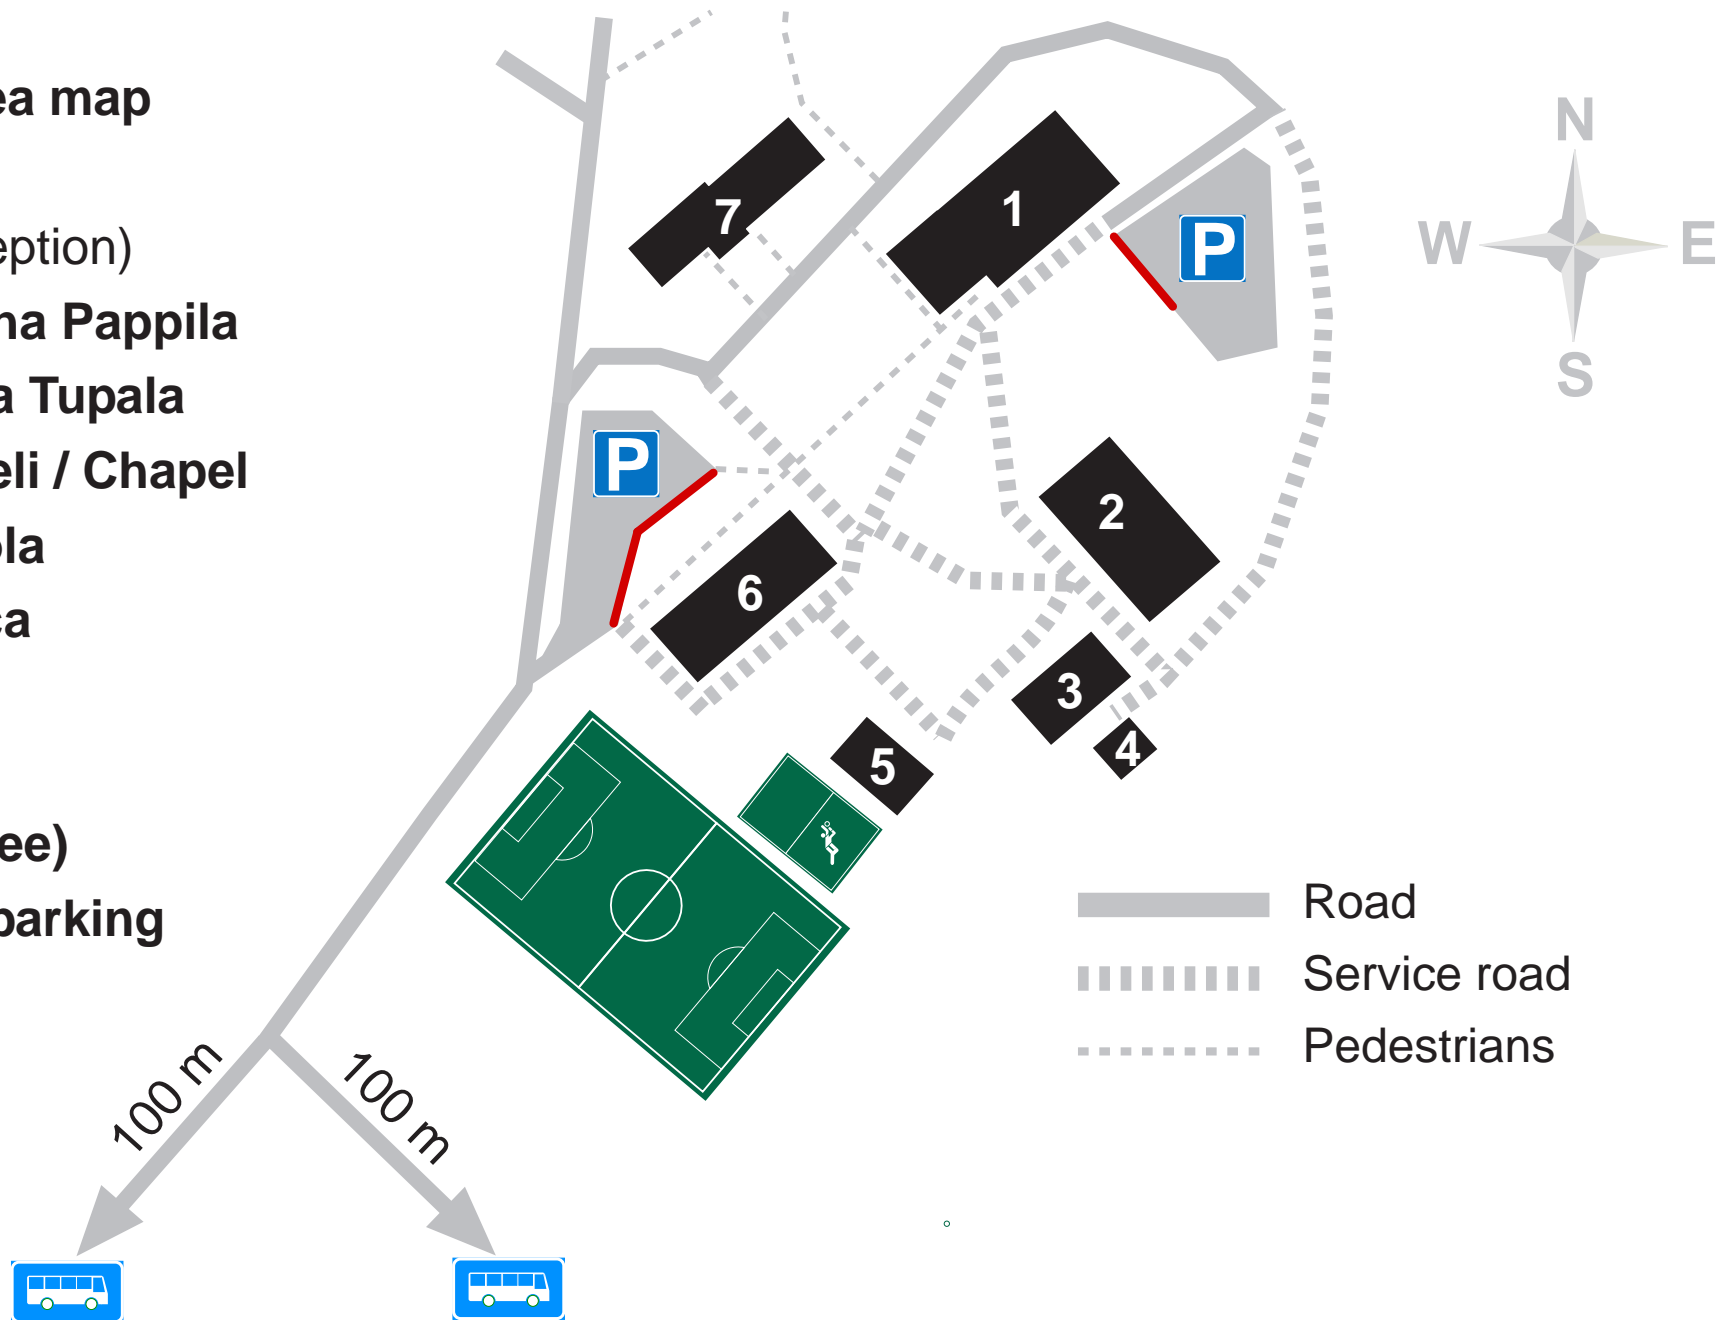 ea map
eption)
na Pappila
a Tupala
eli / Chapel
ola
ca
ee)
parking
7
1
P
N
W
E
S
P
2
6
3
4
5
Road
Service road
Pedestrians
100 m
100 m